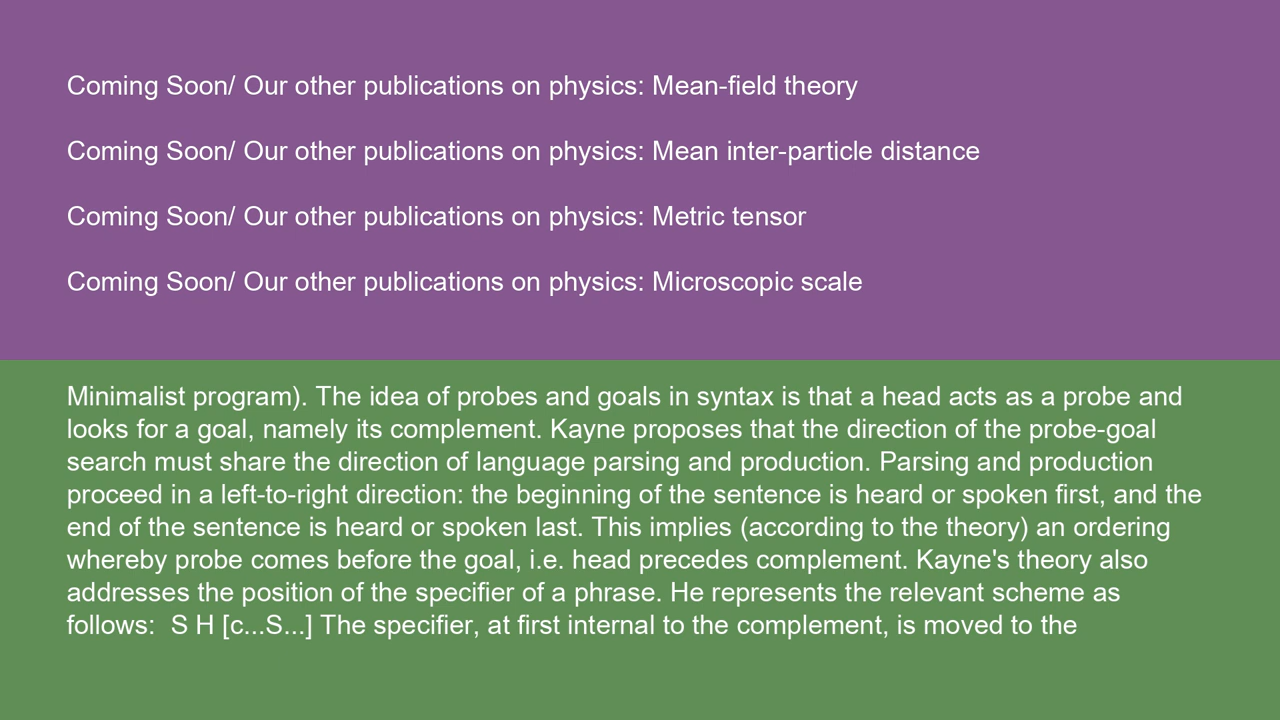 Coming Soon/ Our other publications on physics: Mean-field theory
Coming Soon/ Our other publications on physics: Mean inter-particle distance
Coming Soon/ Our other publications on physics: Metric tensor
Coming Soon/ Our other publications on physics: Microscopic scale
Minimalist program). The idea of probes and goals in syntax is that a head acts as a probe and
looks for a goal, namely its complement. Kayne proposes that the direction of the probe-goal
search must share the direction of language parsing and production. Parsing and production
proceed in a left-to-right direction: the beginning of the sentence is heard or spoken first, and the
end of the sentence is heard or spoken last. This implies (according to the theory) an ordering
whereby probe comes before the goal, i.e. head precedes complement. Kayne's theory also
addresses the position of the specifier of a phrase. He represents the relevant scheme as
follows:  S H [c...S...] The specifier, at first internal to the complement, is moved to the